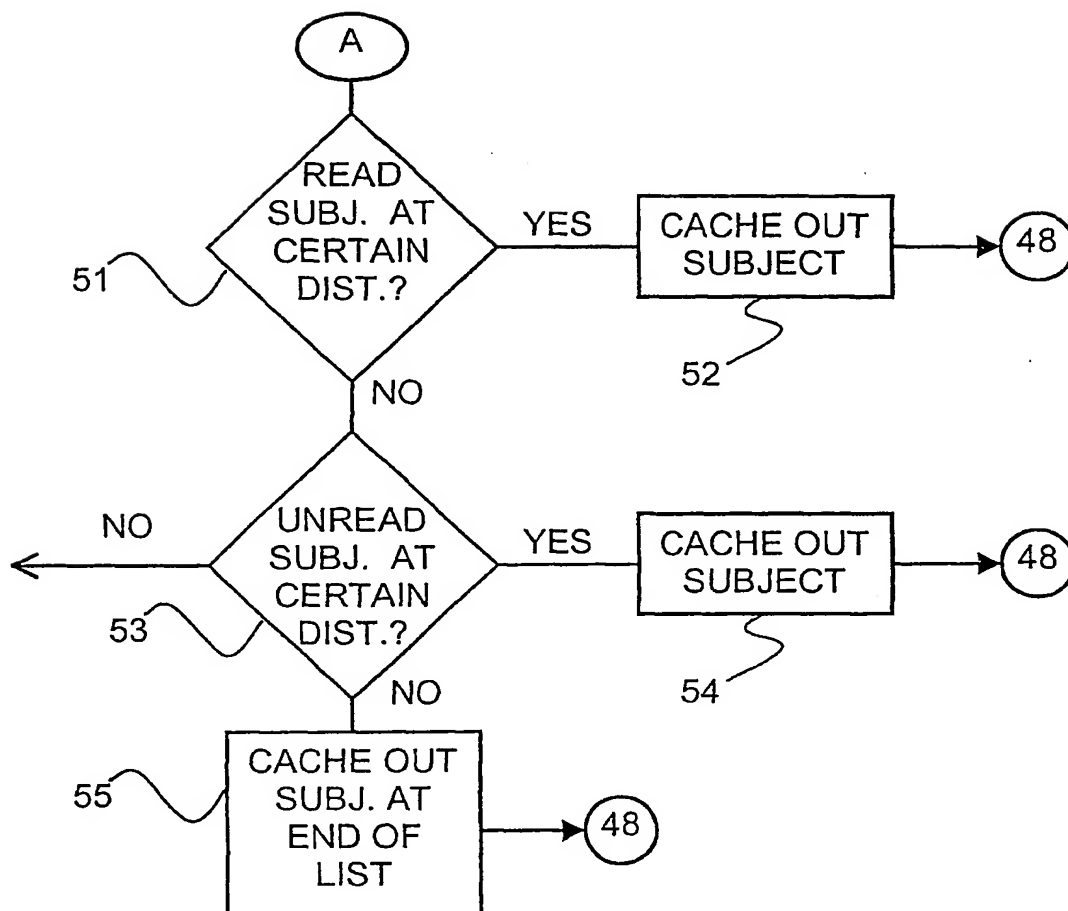 A
READ
SUBJ. AT
CERTAIN
DIST.?
YES
CACHE OUT
SUBJECT
48
51
52
NO
NO
UNREAD
SUBJ. AT
CERTAIN
DIST.?
YES
CACHE OUT
SUBJECT
48
53
54
NO
CACHE OUT
SUBJ. AT
END OF
LIST
48
55